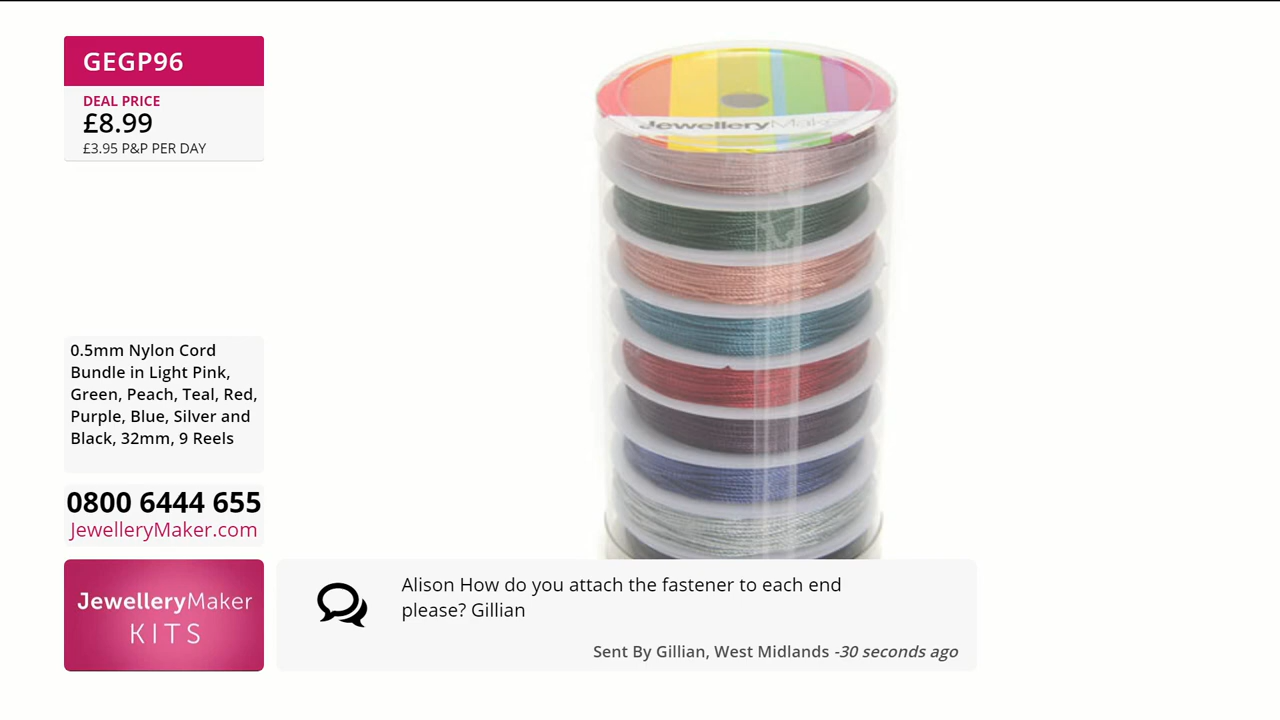 GEGP96
DEAL PRICE
£8.99
£3.95 P&P PER DAY
JewelleryMaker
0.5mm Nylon Cord
Bundle in Light Pink,
Green, Peach, Teal, Red,
Purple, Blue, Silver and
Black, 32mm, 9 Reels
0800 6444 655
JewelleryMaker.com
JewelleryMaker
KITS
Alison How do you attach the fastener to each end
please? Gillian
Sent By Gillian, West Midlands -30 seconds ago